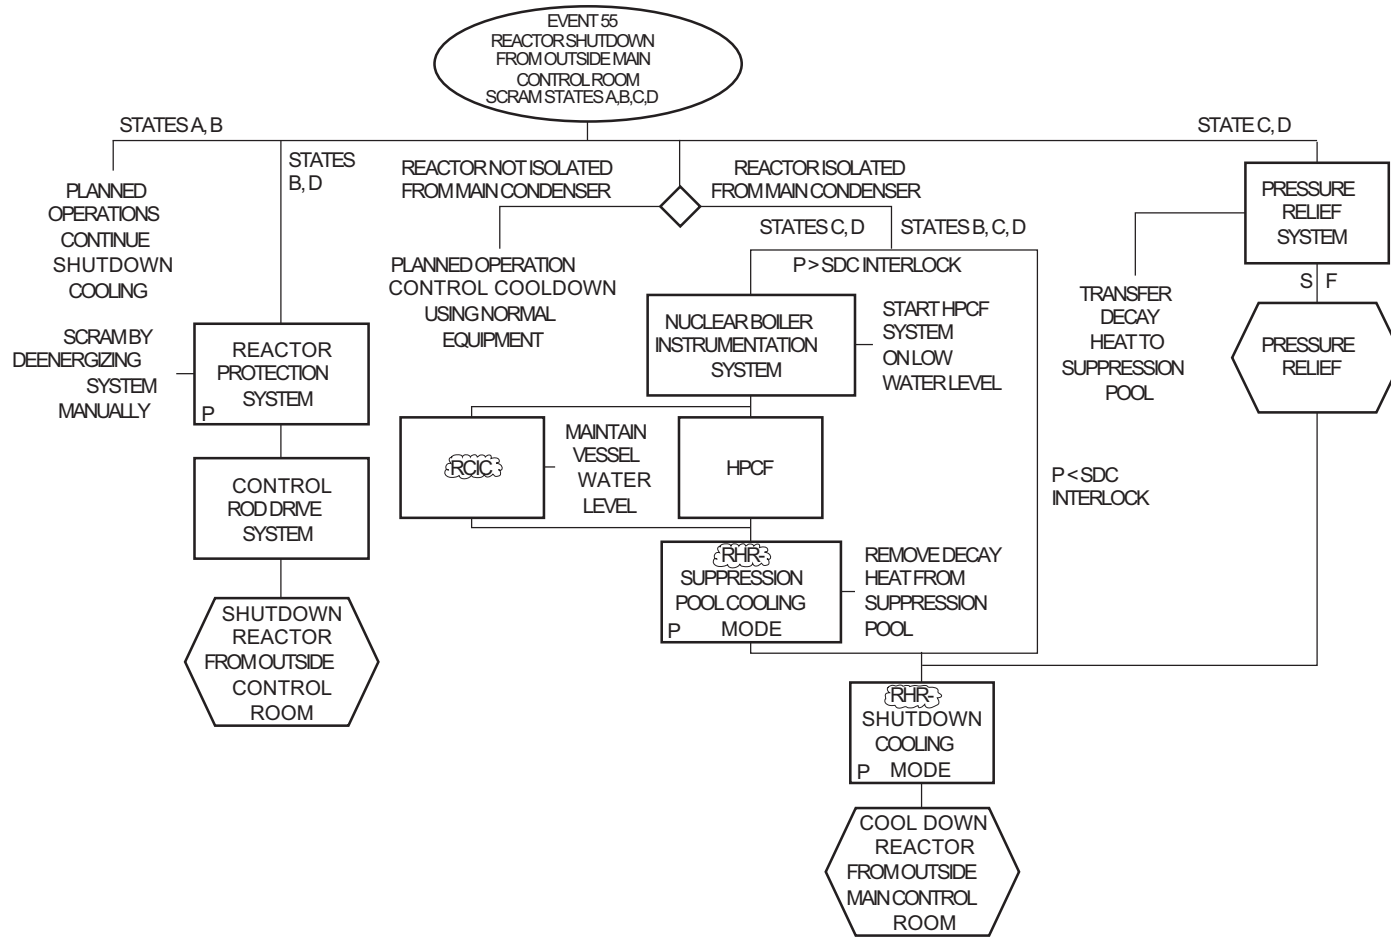 EVENT 55
REACTOR SHUTDOWN
FROM OUTSIDE MAIN
CONTROL ROOM
SCRAM STATES A,B,C,D
STATES A, B
STATES
B, D
STATE C, D
PLANNED
OPERATIONS
CONTINUE
SHUTDOWN
COOLING
REACTOR NOT ISOLATED
FROM MAIN CONDENSER
REACTOR ISOLATED
FROM MAIN CONDENSER
STATES C, D
STATES B, C, D
P > SDC INTERLOCK
PLANNED OPERATION
CONTROL COOLDOWN
USING NORMAL
EQUIPMENT
PRESSURE
RELIEF
SYSTEM
S F
TRANSFER
DECAY
HEAT TO
SUPPRESSION
POOL
PRESSURE
RELIEF
SCRAM BY
DEENERGIZING
SYSTEM
MANUALLY
REACTOR
PROTECTION
SYSTEM
P
NUCLEAR BOILER
INSTRUMENTATION
SYSTEM
START HPCF
SYSTEM
ON LOW
WATER LEVEL
RCIC
MAINTAIN
VESSEL
WATER
LEVEL
HPCF
P < SDC
INTERLOCK
CONTROL
ROD DRIVE
SYSTEM
RHR-
SUPPRESSION
POOL COOLING
P MODE
REMOVE DECAY
HEAT FROM
SUPPRESSION
POOL
SHUTDOWN
REACTOR
FROM OUTSIDE
CONTROL
ROOM
RHR-
SHUTDOWN
COOLING
P MODE
COOL DOWN
REACTOR
FROM OUTSIDE
MAIN CONTROL
ROOM